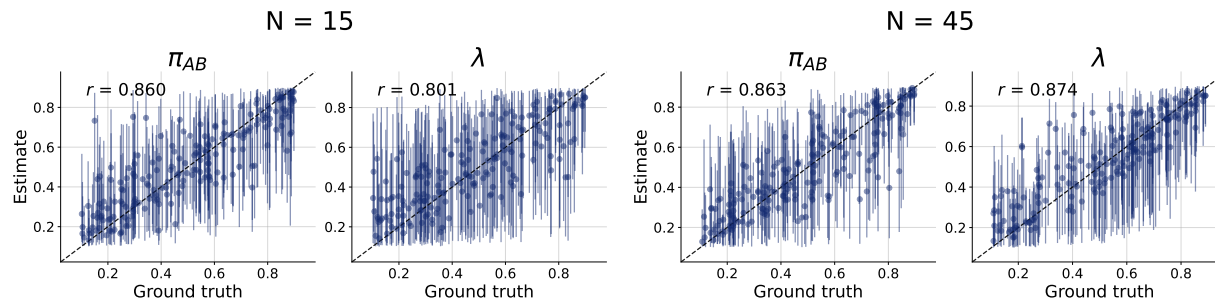 N = 15
N = 45
π_AB
λ
π_AB
λ
r = 0.860
r = 0.801
r = 0.863
r = 0.874
Estimate
0.8
0.6
0.4
0.2
0.2 0.4 0.6 0.8
Ground truth
0.8
0.6
0.4
0.2
0.2 0.4 0.6 0.8
Ground truth
Estimate
0.8
0.6
0.4
0.2
0.2 0.4 0.6 0.8
Ground truth
0.8
0.6
0.4
0.2
0.2 0.4 0.6 0.8
Ground truth